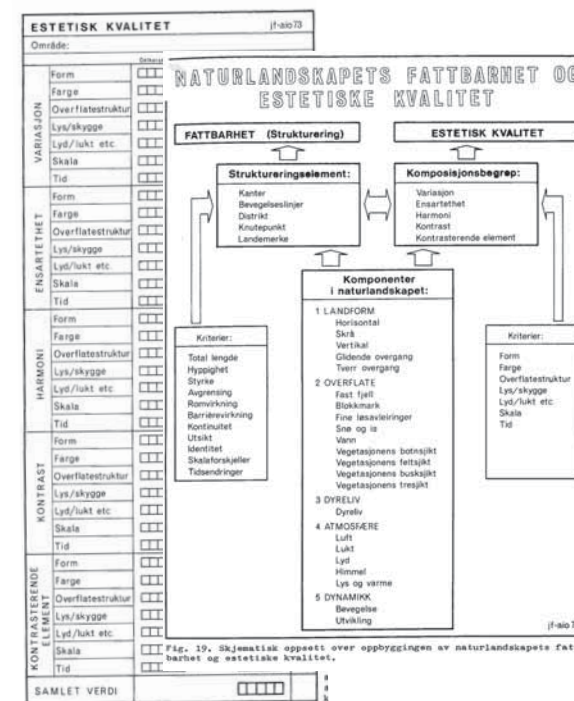 ESTETISK KVALITET
jf-aio73
Område:
VARIASJON
Form
Farge
Overflatestruktur
Lys/skygge
Lyd/lukt etc.
Skala
Tid
ENSARTETHET
Form
Farge
Overflatestruktur
Lys/skygge
Lyd/lukt etc.
Skala
Tid
HARMONI
Form
Farge
Overflatestruktur
Lys/skygge
Lyd/lukt etc.
Skala
Tid
KONTRAST
Form
Farge
Overflatestruktur
Lys/skygge
Lyd/lukt etc
Skala
Tid
KONTRASTERENDE
ELEMENT
Form
Farge
Overflatestruktur
Lys/skygge
Lyd/lukt etc.
Skala
Tid
SAMLET VERDI
NATURLANDSKAPETS FATTBARHET OG
ESTETISKE KVALITET
FATTBARHET (Strukturering)
ESTETISK KVALITET
Struktureringselement:
Kanter
Bevegelseslinjer
Distrikt
Knutepunkt
Landemerke
Komposisjonsbegrep:
Variasjon
Ensartethet
Harmoni
Kontrast
Kontrasterende element
Kriterier:
Total lengde
Hyppighet
Styrke
Avgrensing
Romvirkning
Barrièrevirkning
Kontinuitet
Utsikt
Identitet
Skalaforskjeller
Tidsendringer
Komponenter
i naturlandskapet:
1 LANDFORM
Horisontal
Skrå
Vertikal
Glidende overgang
Tverr overgang
2 OVERFLATE
Fast fjell
Blokkmark
Fine løsavleiringer
Snø og is
Vann
Vegetasjonens botnsjikt
Vegetasjonens feltsjikt
Vegetasjonens busksjikt
Vegetasjonens tresjikt
3 DYRELIV
Dyreliv
4 ATMOSFÆRE
Luft
Lukt
Lyd
Himmel
Lys og varme
5 DYNAMIKK
Bevegelse
Utvikling
Kriterier:
Form
Farge
Overflatestruktur
Lys/skygge
Lyd/lukt etc.
Skala
Tid
jf-aio 73
Fig. 19. Skjematisk oppsett over oppbyggingen av naturlandskapets fatt
barhet og estetiske kvalitet.